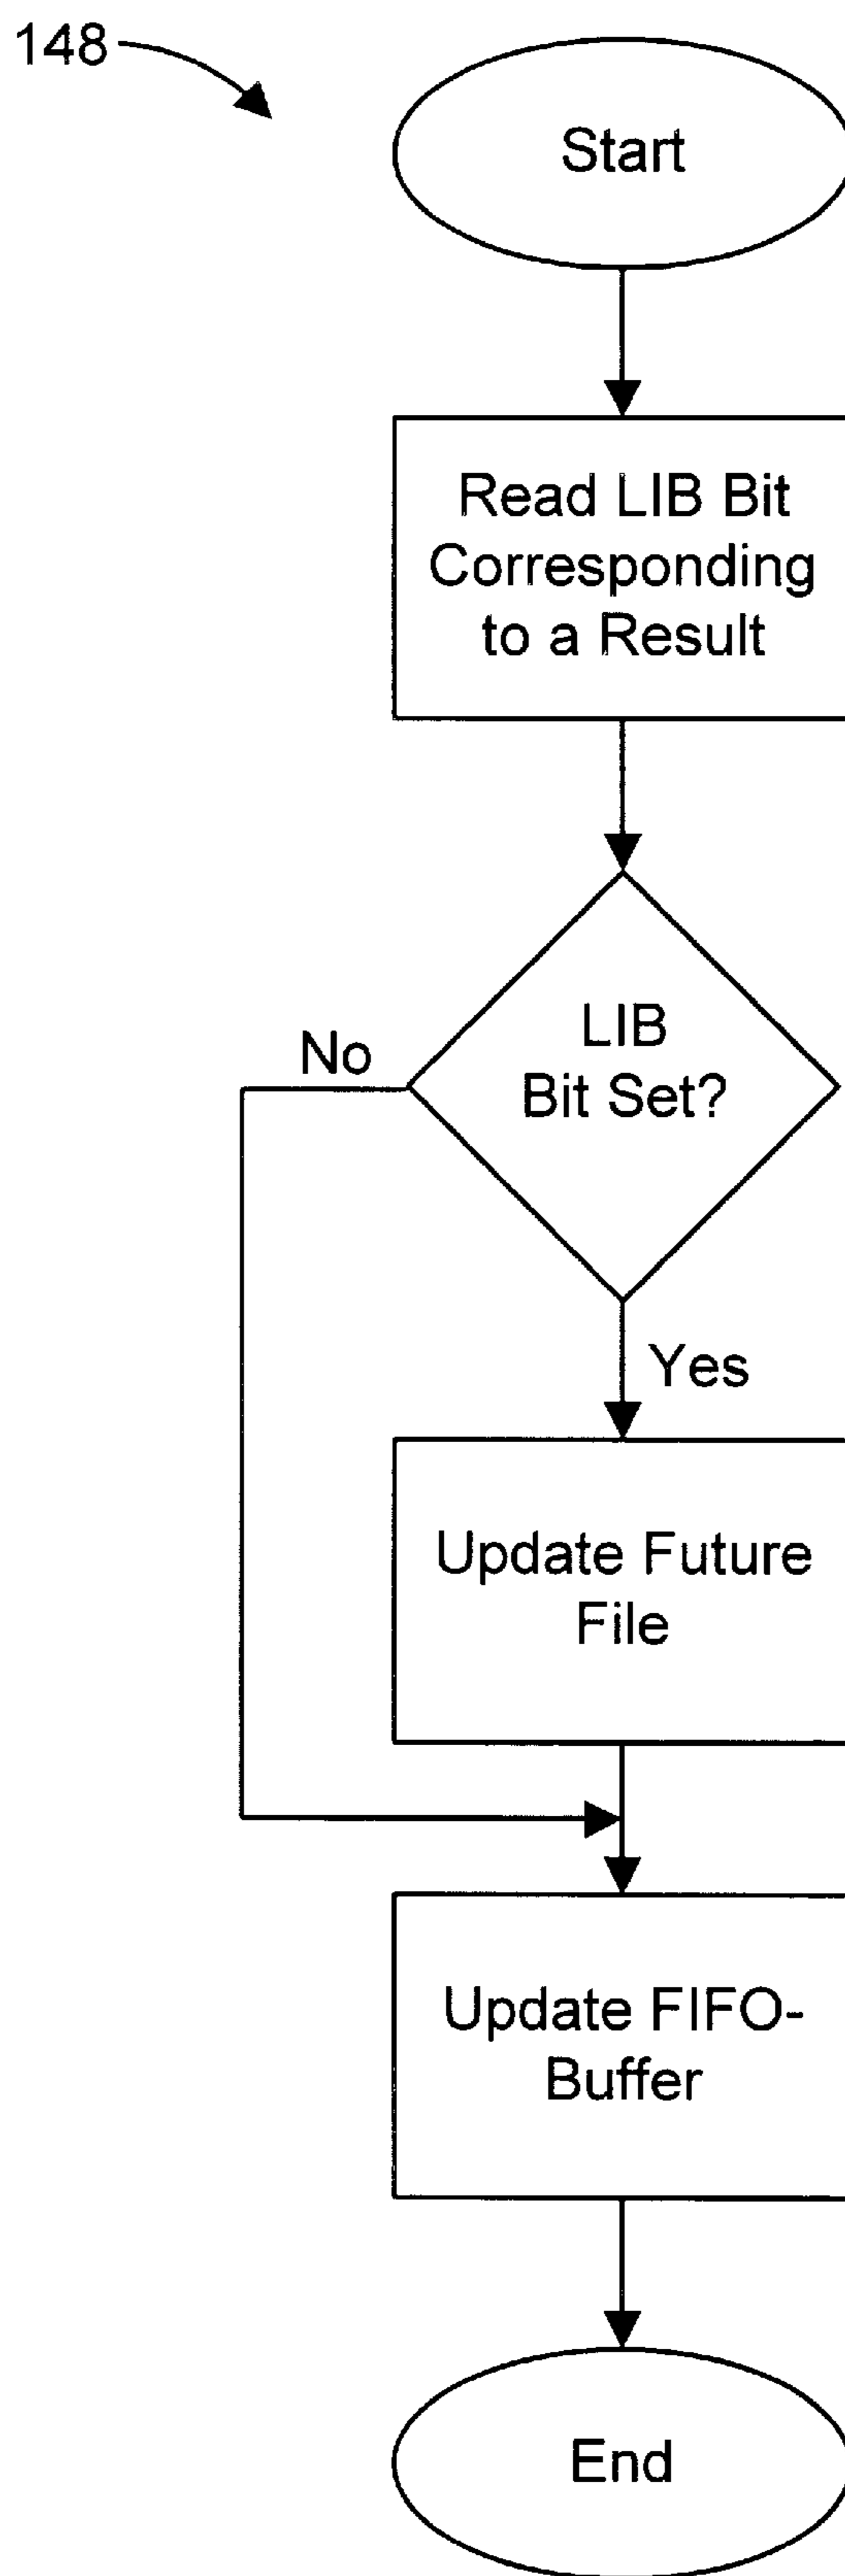 148
Start
Read LIB Bit
Corresponding
to a Result
LIB
Bit Set?
No
Yes
Update Future
File
Update FIFO-
Buffer
End